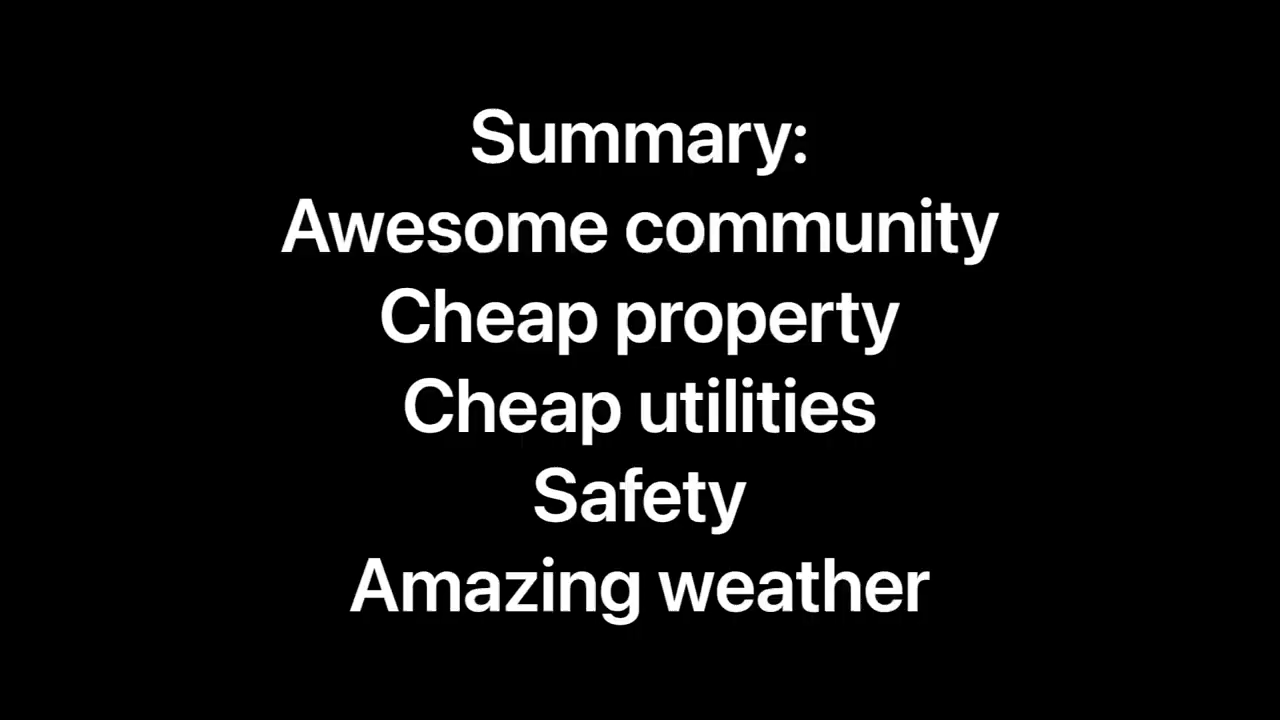 Summary:
Awesome community
Cheap property
Cheap utilities
Safety
Amazing weather